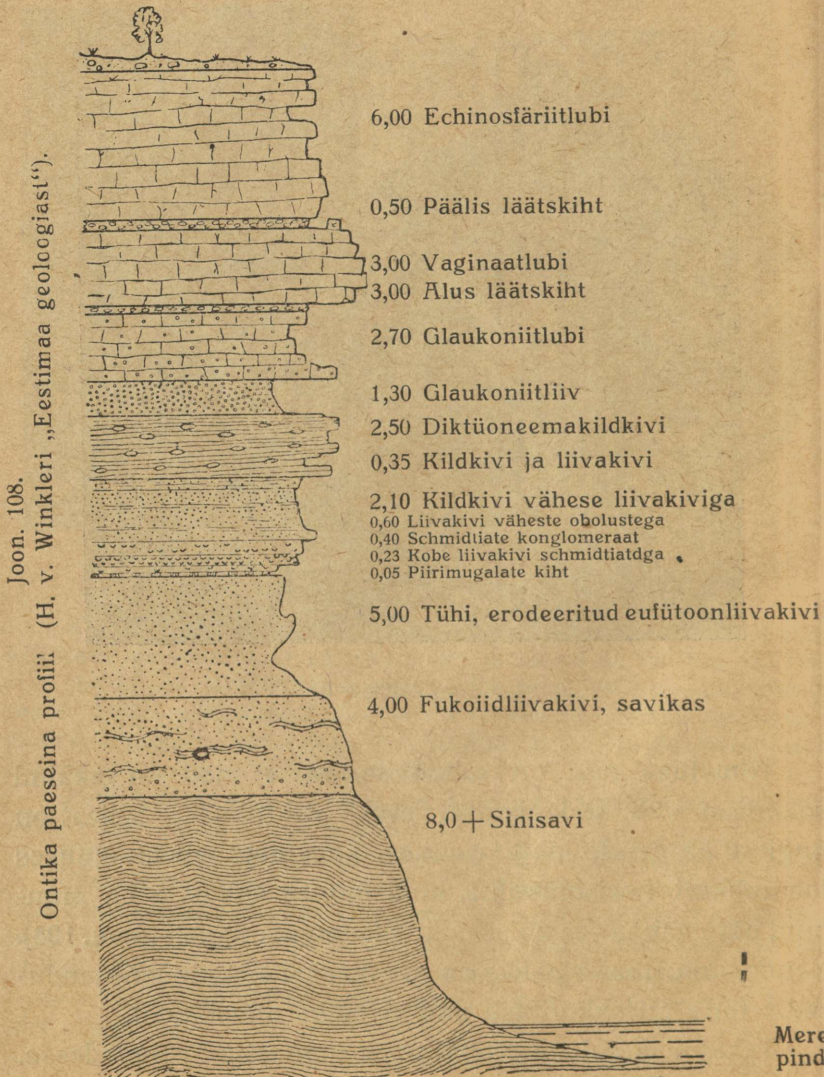 Joon. 108.
Ontika paeseina profiil (H. v. Winkleri „Eestimaa geoloogiast“).
6,00 Echinosfäriitlubi
0,50 Päälis läätskiht
3,00 Vaginaatlubi
3,00 Alus läätskiht
2,70 Glaukoniitlubi
1,30 Glaukoniitliiv
2,50 Diktüoneemakildkivi
0,35 Kildkivi ja liivakivi
2,10 Kildkivi vähese liivakiviga
0,60 Liivakivi väheste obolustega
0,40 Schmidtiate konglomeraat
0,23 Kobe liivakivi schmidtiatdga
0,05 Piirimugalate kiht
5,00 Tühi, erodeeritud eufütoonliivakivi
4,00 Fukoiidliivakivi, savikas
8,0 + Sinisavi
Mere
pind